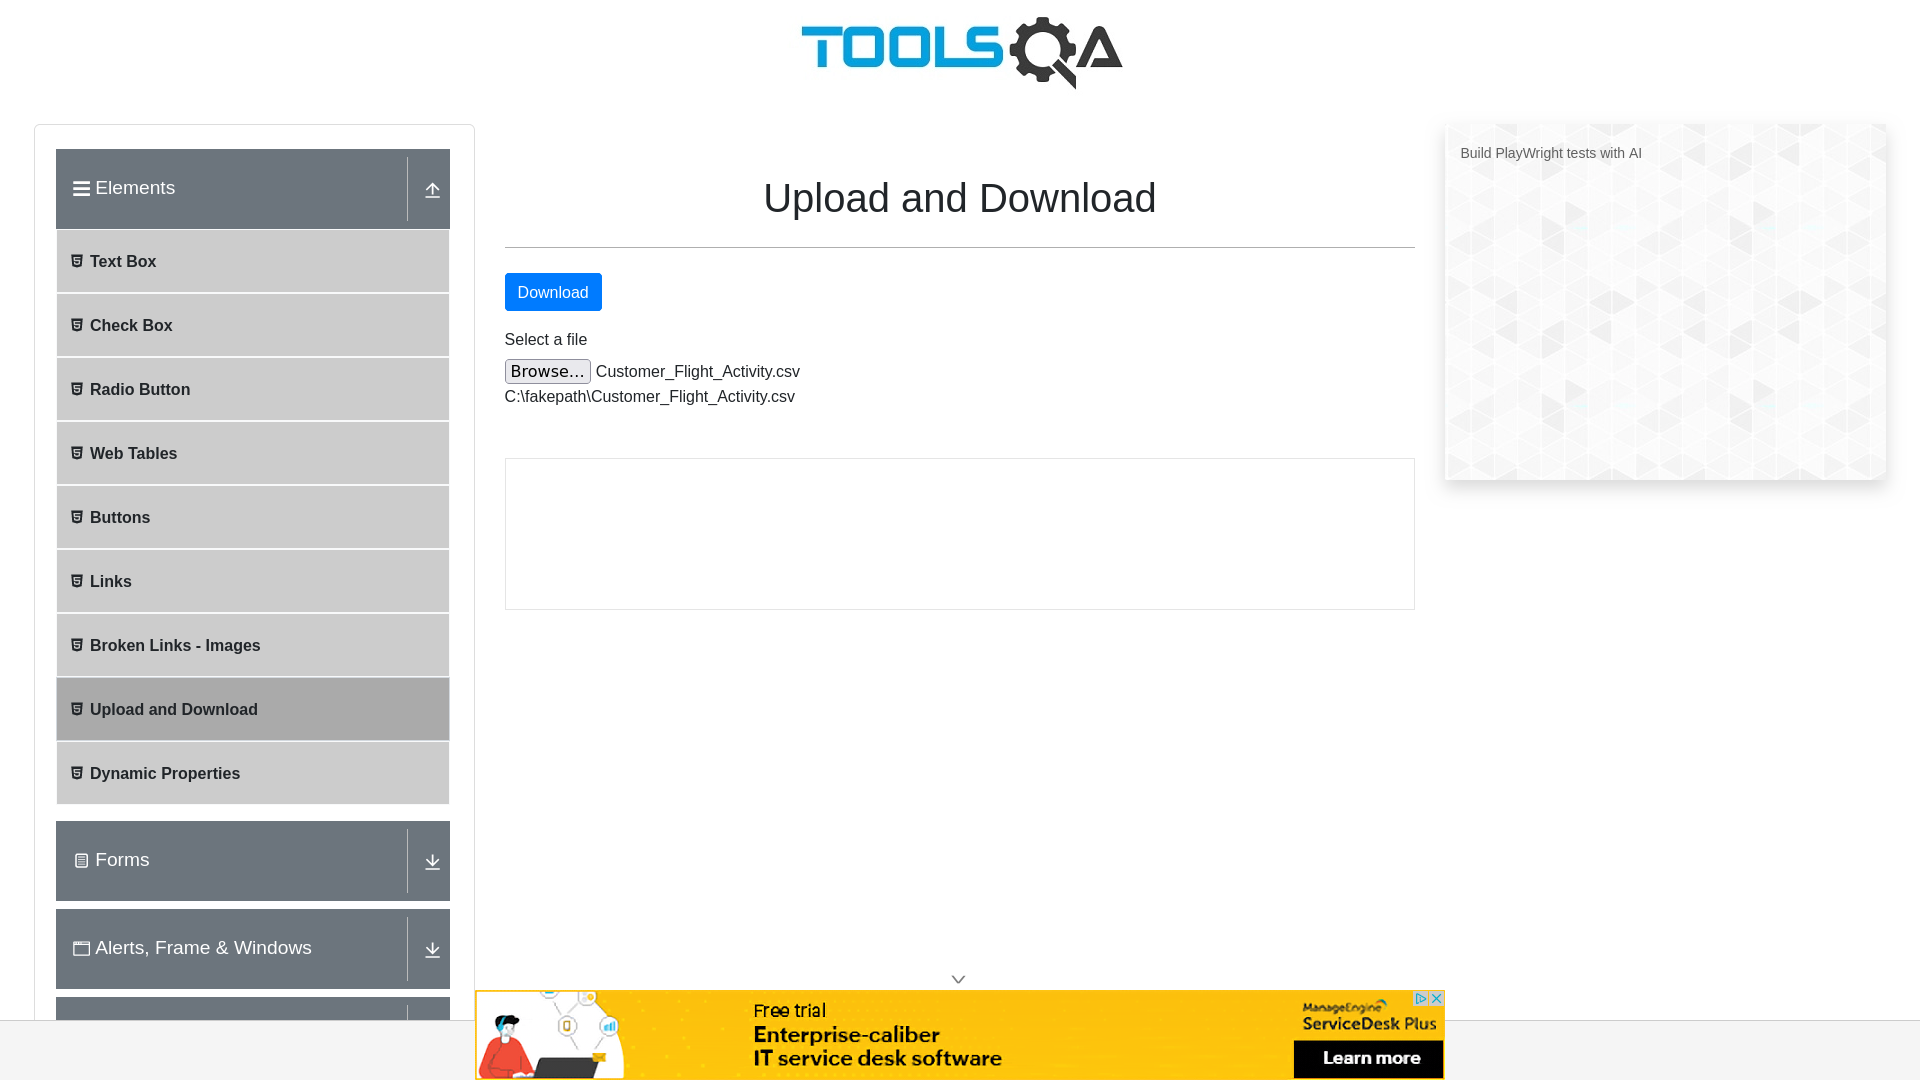 TOOLSQA
Elements
Text Box
Check Box
Radio Button
Web Tables
Buttons
Links
Broken Links - Images
Upload and Download
Dynamic Properties
Forms
Alerts, Frame & Windows
Upload and Download
Download
Select a file
Browse... Customer_Flight_Activity.csv
C:\fakepath\Customer_Flight_Activity.csv
Build PlayWright tests with AI
Free trial
Enterprise-caliber
IT service desk software
ManageEngine
ServiceDesk Plus
Learn more